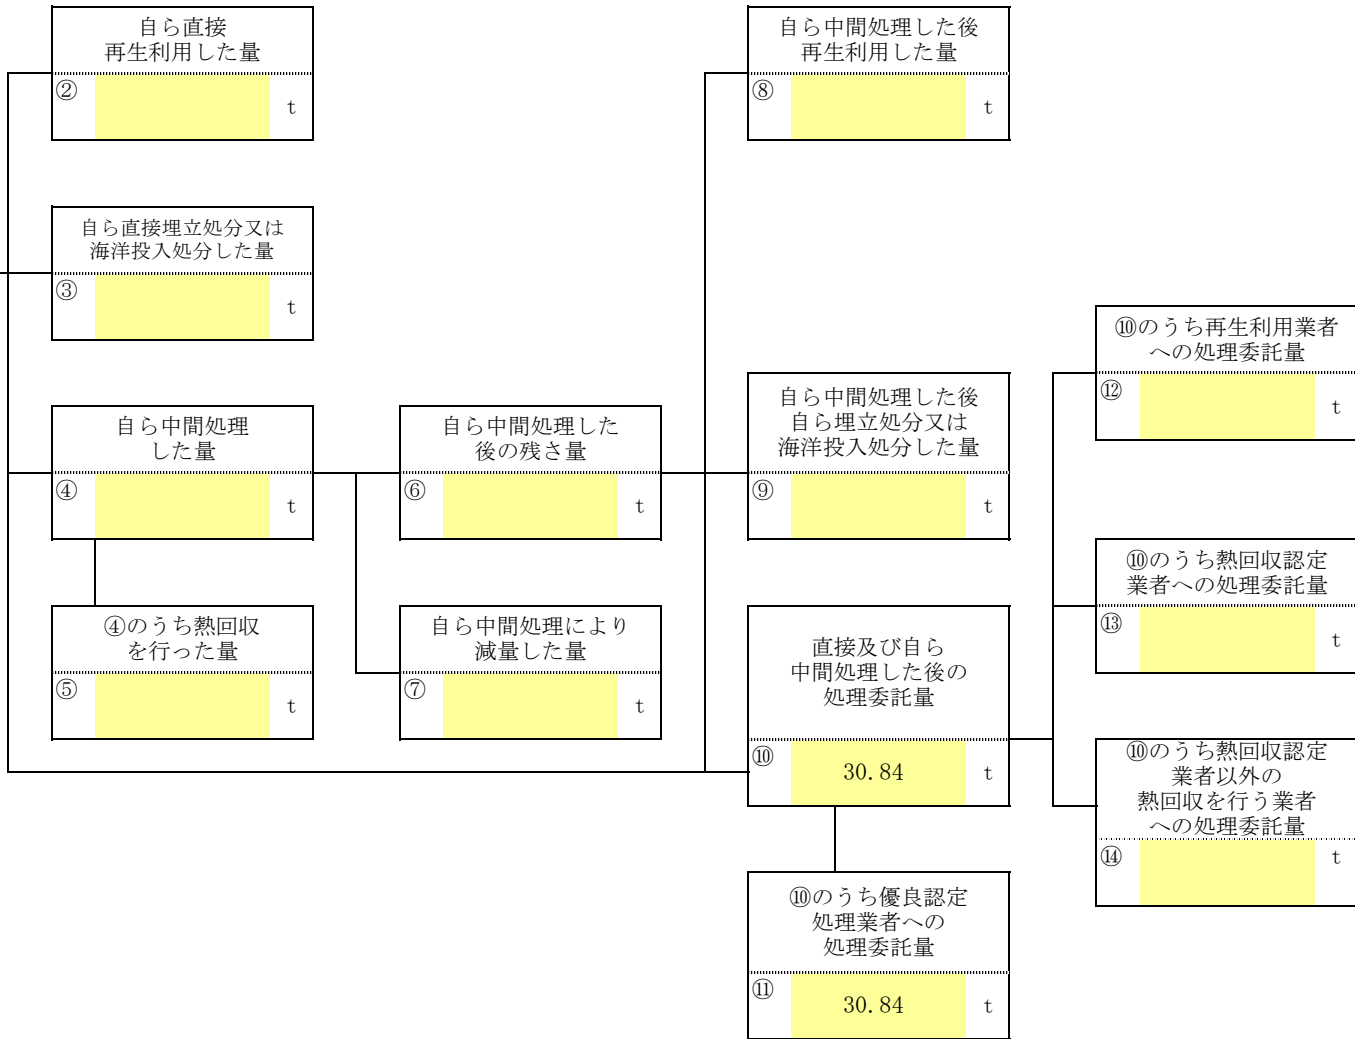 自ら直接
再生利用した量
②
t
自ら中間処理した後
再生利用した量
⑧
t
自ら直接埋立処分又は
海洋投入処分した量
③
t
⑩のうち再生利用業者
への処理委託量
⑫
t
自ら中間処理
した量
④
t
自ら中間処理した
後の残さ量
⑥
t
自ら中間処理した後
自ら埋立処分又は
海洋投入処分した量
⑨
t
⑩のうち熱回収認定
業者への処理委託量
⑬
t
④のうち熱回収
を行った量
⑤
t
自ら中間処理により
減量した量
⑦
t
直接及び自ら
中間処理した後の
処理委託量
⑩
30.84
t
⑩のうち熱回収認定
業者以外の
熱回収を行う業者
への処理委託量
⑭
t
⑩のうち優良認定
処理業者への
処理委託量
⑪
30.84
t